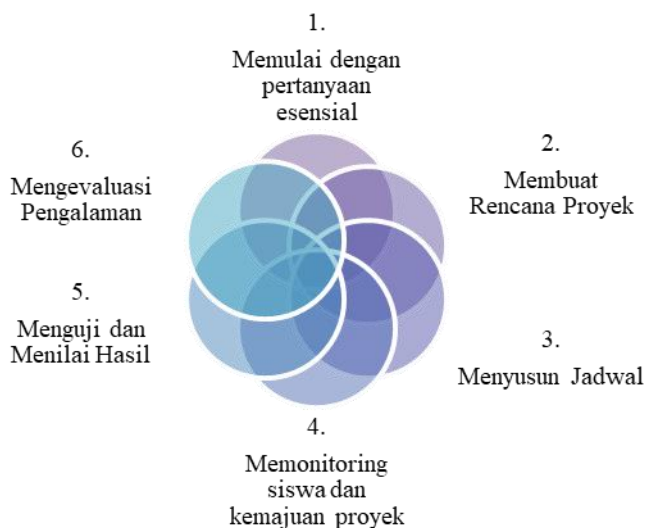 1.
Memulai dengan
pertanyaan
esensial
2.
Membuat
Rencana Proyek
3.
Menyusun Jadwal
4.
Memonitoring
siswa dan
kemajuan proyek
5.
Menguji dan
Menilai Hasil
6.
Mengevaluasi
Pengalaman